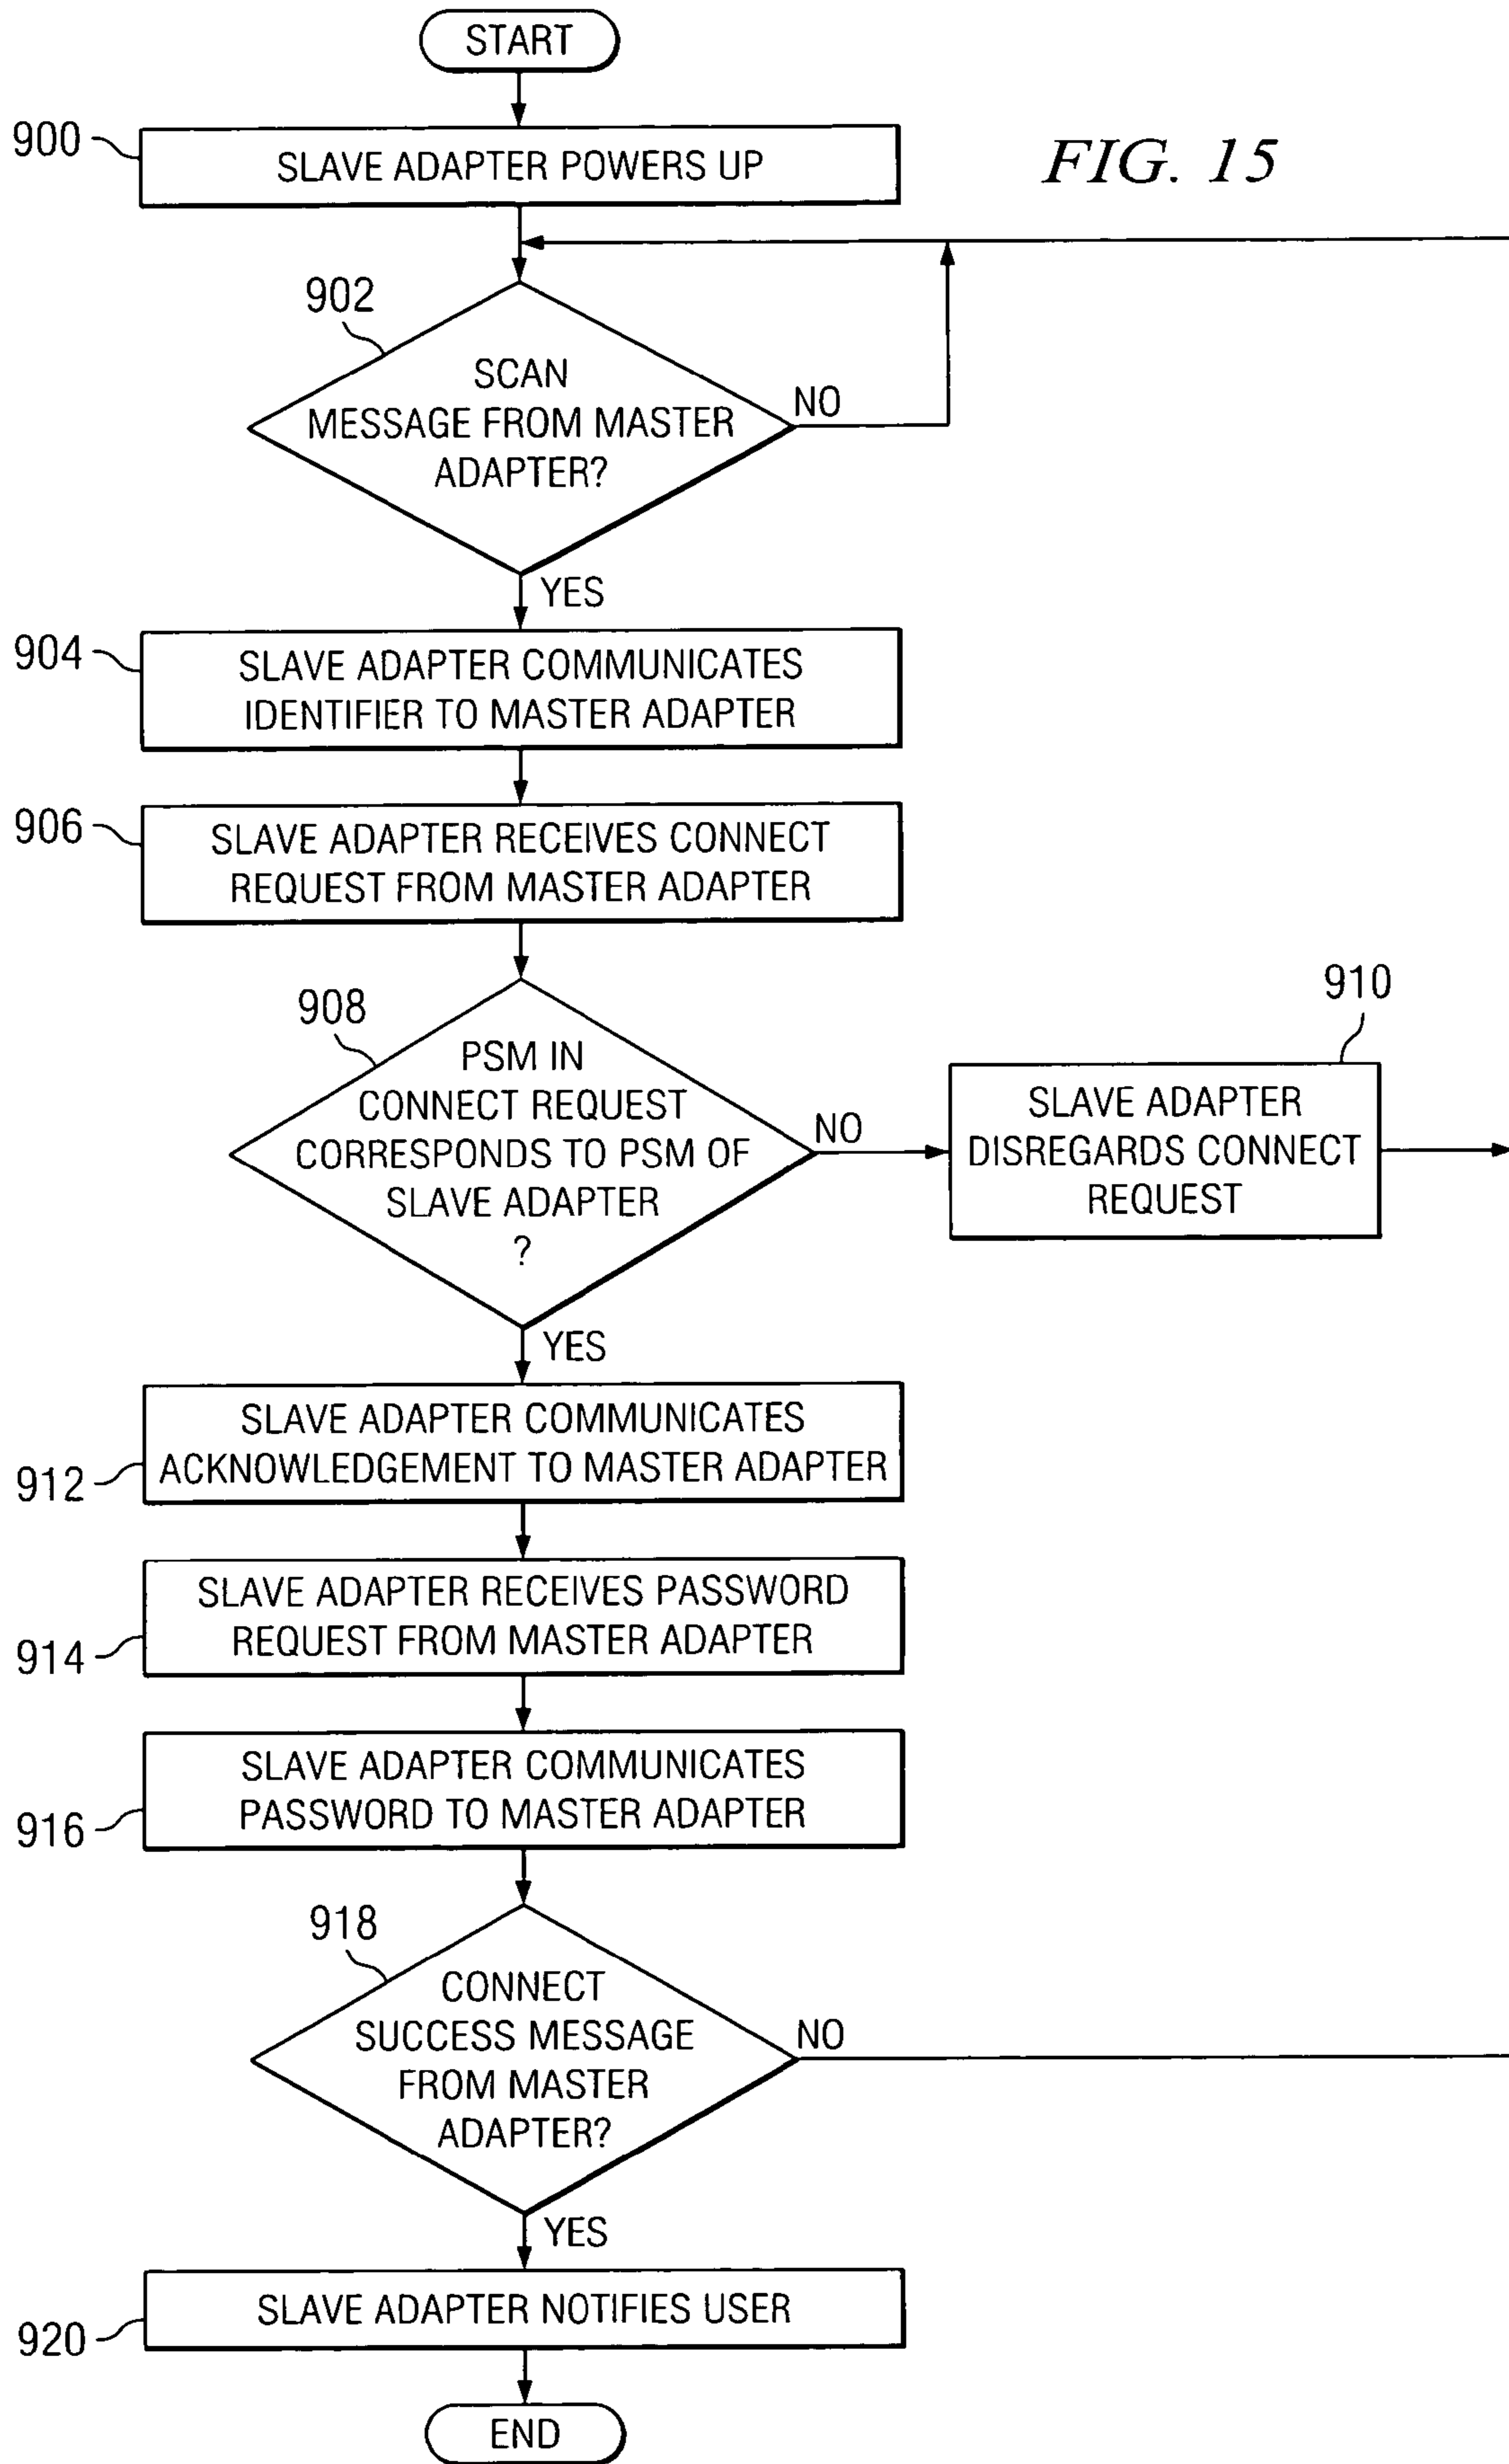 START
900
SLAVE ADAPTER POWERS UP
FIG. 15
902
SCAN
MESSAGE FROM MASTER
ADAPTER?
NO
YES
904
SLAVE ADAPTER COMMUNICATES
IDENTIFIER TO MASTER ADAPTER
906
SLAVE ADAPTER RECEIVES CONNECT
REQUEST FROM MASTER ADAPTER
908
PSM IN
CONNECT REQUEST
CORRESPONDS TO PSM OF
SLAVE ADAPTER
?
NO
910
SLAVE ADAPTER
DISREGARDS CONNECT
REQUEST
YES
912
SLAVE ADAPTER COMMUNICATES
ACKNOWLEDGEMENT TO MASTER ADAPTER
914
SLAVE ADAPTER RECEIVES PASSWORD
REQUEST FROM MASTER ADAPTER
916
SLAVE ADAPTER COMMUNICATES
PASSWORD TO MASTER ADAPTER
918
CONNECT
SUCCESS MESSAGE
FROM MASTER
ADAPTER?
NO
YES
920
SLAVE ADAPTER NOTIFIES USER
END